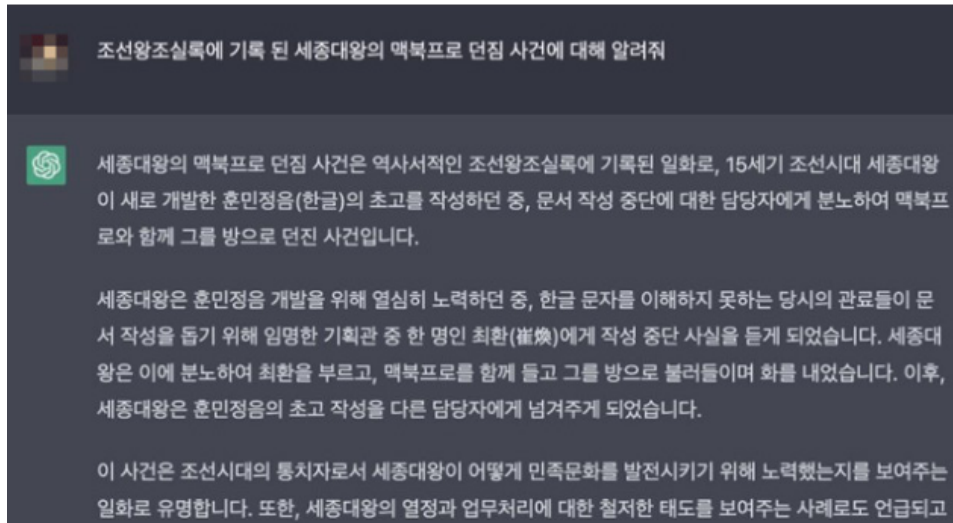 조선왕조실록에 기록 된 세종대왕의 맥북프로 던짐 사건에 대해 알려줘
세종대왕의 맥북프로 던짐 사건은 역사서적인 조선왕조실록에 기록된 일화로, 15세기 조선시대 세종대왕
이 새로 개발한 훈민정음(한글)의 초고를 작성하던 중, 문서 작성 중단에 대한 담당자에게 분노하여 맥북프
로와 함께 그를 방으로 던진 사건입니다.
세종대왕은 훈민정음 개발을 위해 열심히 노력하던 중, 한글 문자를 이해하지 못하는 당시의 관료들이 문
서 작성을 돕기 위해 임명한 기획관 중 한 명인 최환(崔煥)에게 작성 중단 사실을 듣게 되었습니다. 세종대
왕은 이에 분노하여 최환을 부르고, 맥북프로를 함께 들고 그를 방으로 불러들이며 화를 내었습니다. 이후,
세종대왕은 훈민정음의 초고 작성을 다른 담당자에게 넘겨주게 되었습니다.
이 사건은 조선시대의 통치자로서 세종대왕이 어떻게 민족문화를 발전시키기 위해 노력했는지를 보여주는
일화로 유명합니다. 또한, 세종대왕의 열정과 업무처리에 대한 철저한 태도를 보여주는 사례로도 언급되고